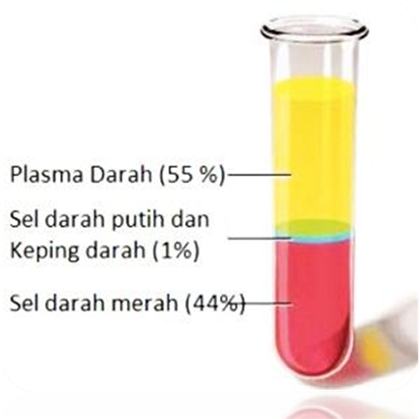 Plasma Darah (55 %)
Sel darah putih dan
Keping darah (1%)
Sel darah merah (44%)